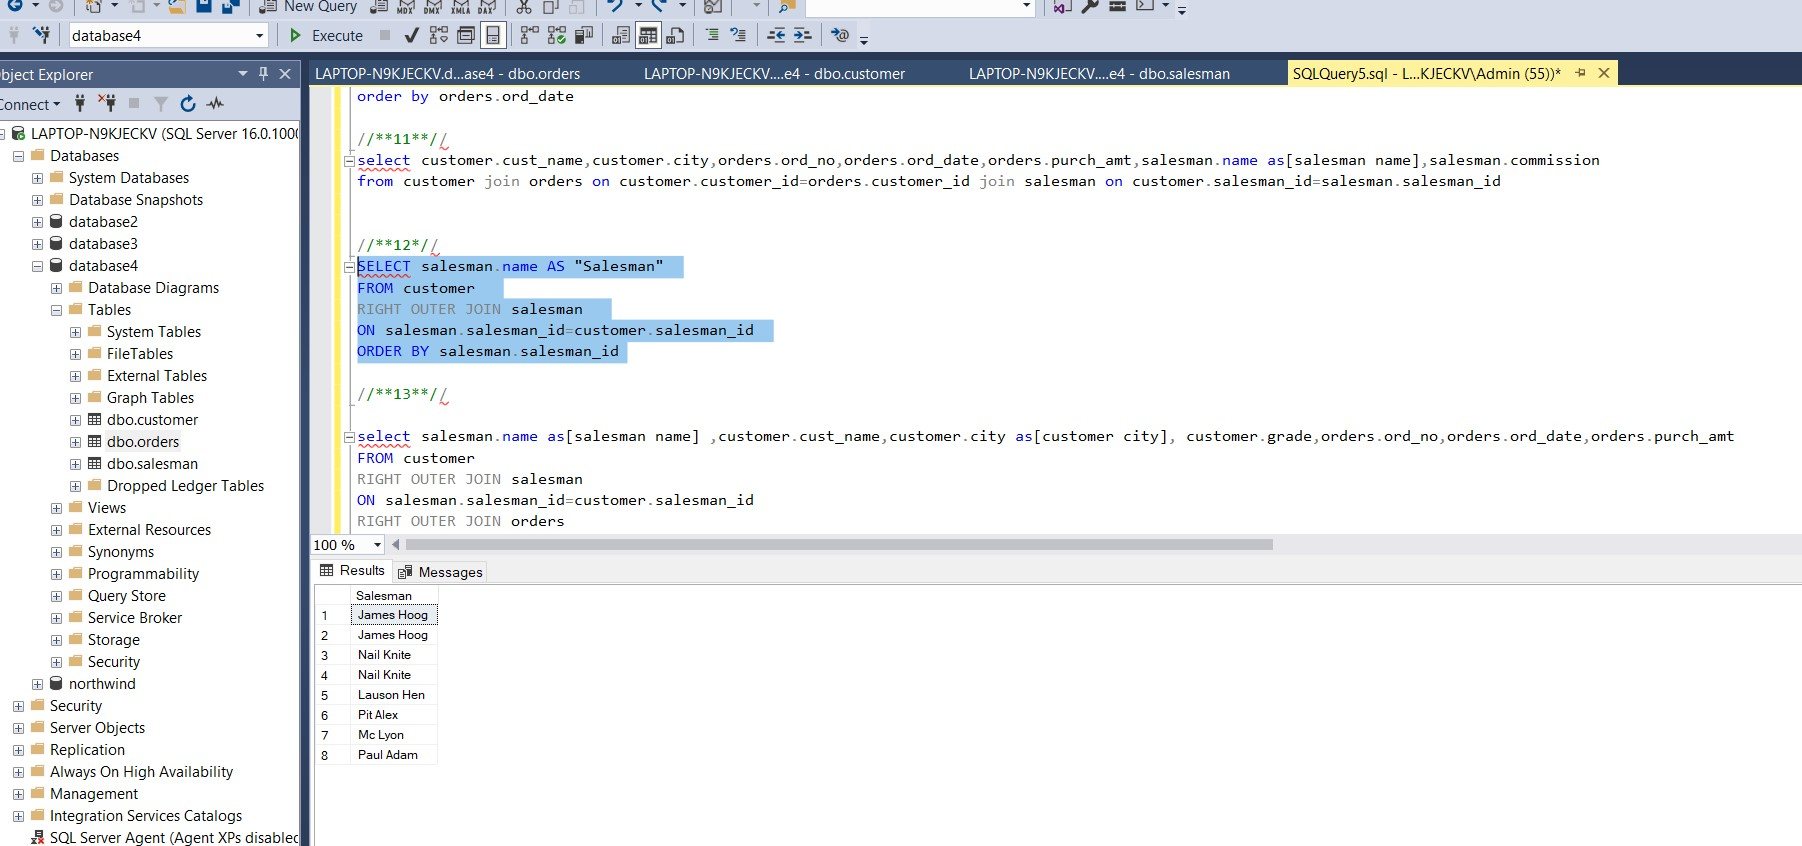 New Query MDX DMX XMLA DAX
database4 Execute
Object Explorer
LAPTOP-N9KJECKV.d...ase4 - dbo.orders LAPTOP-N9KJECKV....e4 - dbo.customer LAPTOP-N9KJECKV....e4 - dbo.salesman SQLQuery5.sql - L...KJECKV\Admin (55))*
Connect
LAPTOP-N9KJECKV (SQL Server 16.0.100
Databases
System Databases
Database Snapshots
database2
database3
database4
Database Diagrams
Tables
System Tables
FileTables
External Tables
Graph Tables
dbo.customer
dbo.orders
dbo.salesman
Dropped Ledger Tables
Views
External Resources
Synonyms
Programmability
Query Store
Service Broker
Storage
Security
northwind
Security
Server Objects
Replication
Always On High Availability
Management
Integration Services Catalogs
SQL Server Agent (Agent XPs disabled
order by orders.ord_date
//**11**//
select customer.cust_name,customer.city,orders.ord_no,orders.ord_date,orders.purch_amt,salesman.name as[salesman name],salesman.commission
from customer join orders on customer.customer_id=orders.customer_id join salesman on customer.salesman_id=salesman.salesman_id
//**12*//
SELECT salesman.name AS "Salesman"
FROM customer
RIGHT OUTER JOIN salesman
ON salesman.salesman_id=customer.salesman_id
ORDER BY salesman.salesman_id
//**13**//
select salesman.name as[salesman name] ,customer.cust_name,customer.city as[customer city], customer.grade,orders.ord_no,orders.ord_date,orders.purch_amt
FROM customer
RIGHT OUTER JOIN salesman
ON salesman.salesman_id=customer.salesman_id
RIGHT OUTER JOIN orders
100 %
Results Messages
Salesman
1 James Hoog
2 James Hoog
3 Nail Knite
4 Nail Knite
5 Lauson Hen
6 Pit Alex
7 Mc Lyon
8 Paul Adam